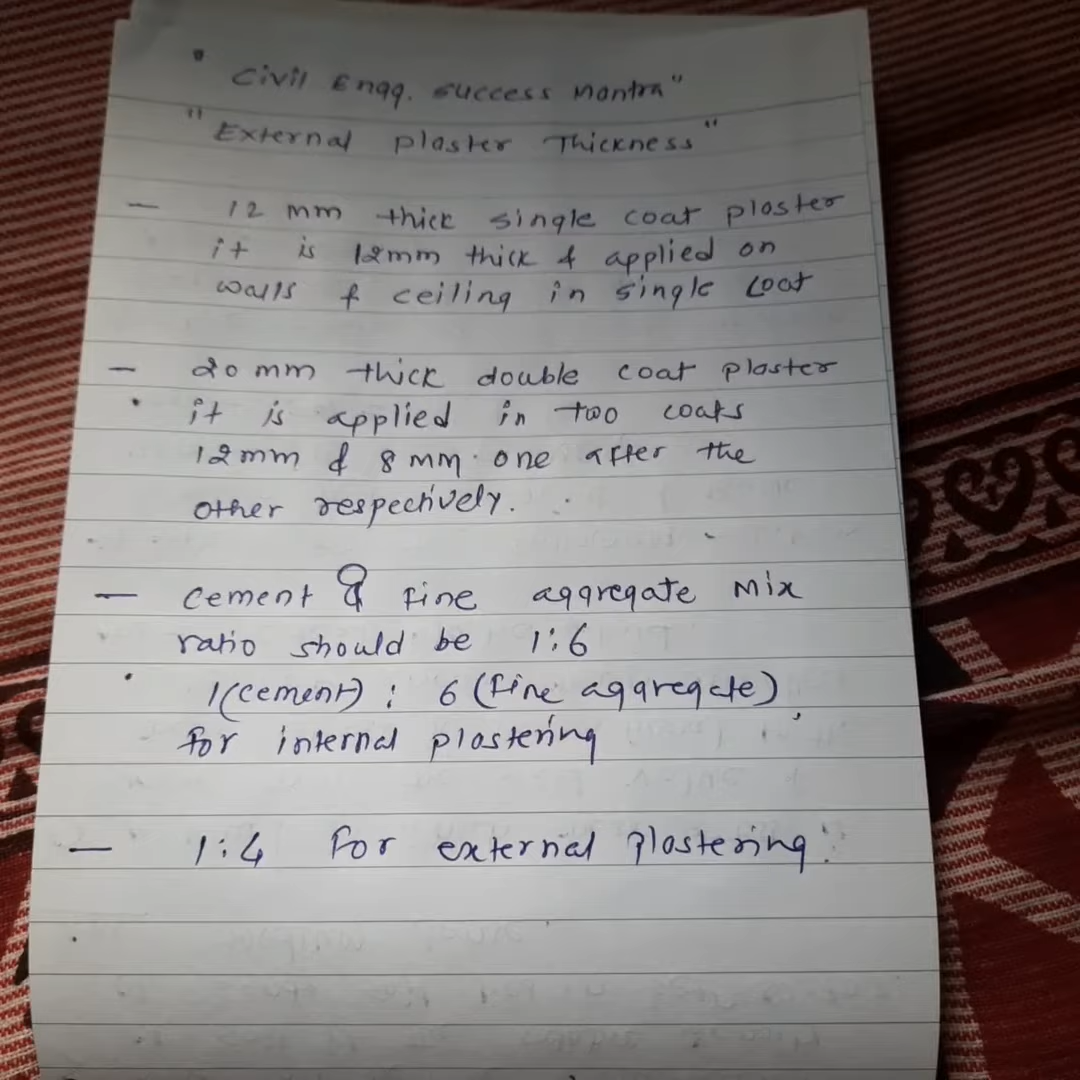 " Civil Engg. success Mantra"
"External plaster Thickness"
— 12 mm thick single coat plaster
it is 12mm thick & applied on
walls & ceiling in single coat
— 20 mm thick double coat plaster
it is applied in two coats
12mm & 8 MM one after the
other respectively.
— cement & fine aggregate Mix
ratio should be 1:6
1(cement) : 6 (fine aggregate)
for internal plastering
— 1:4 for external plastering.